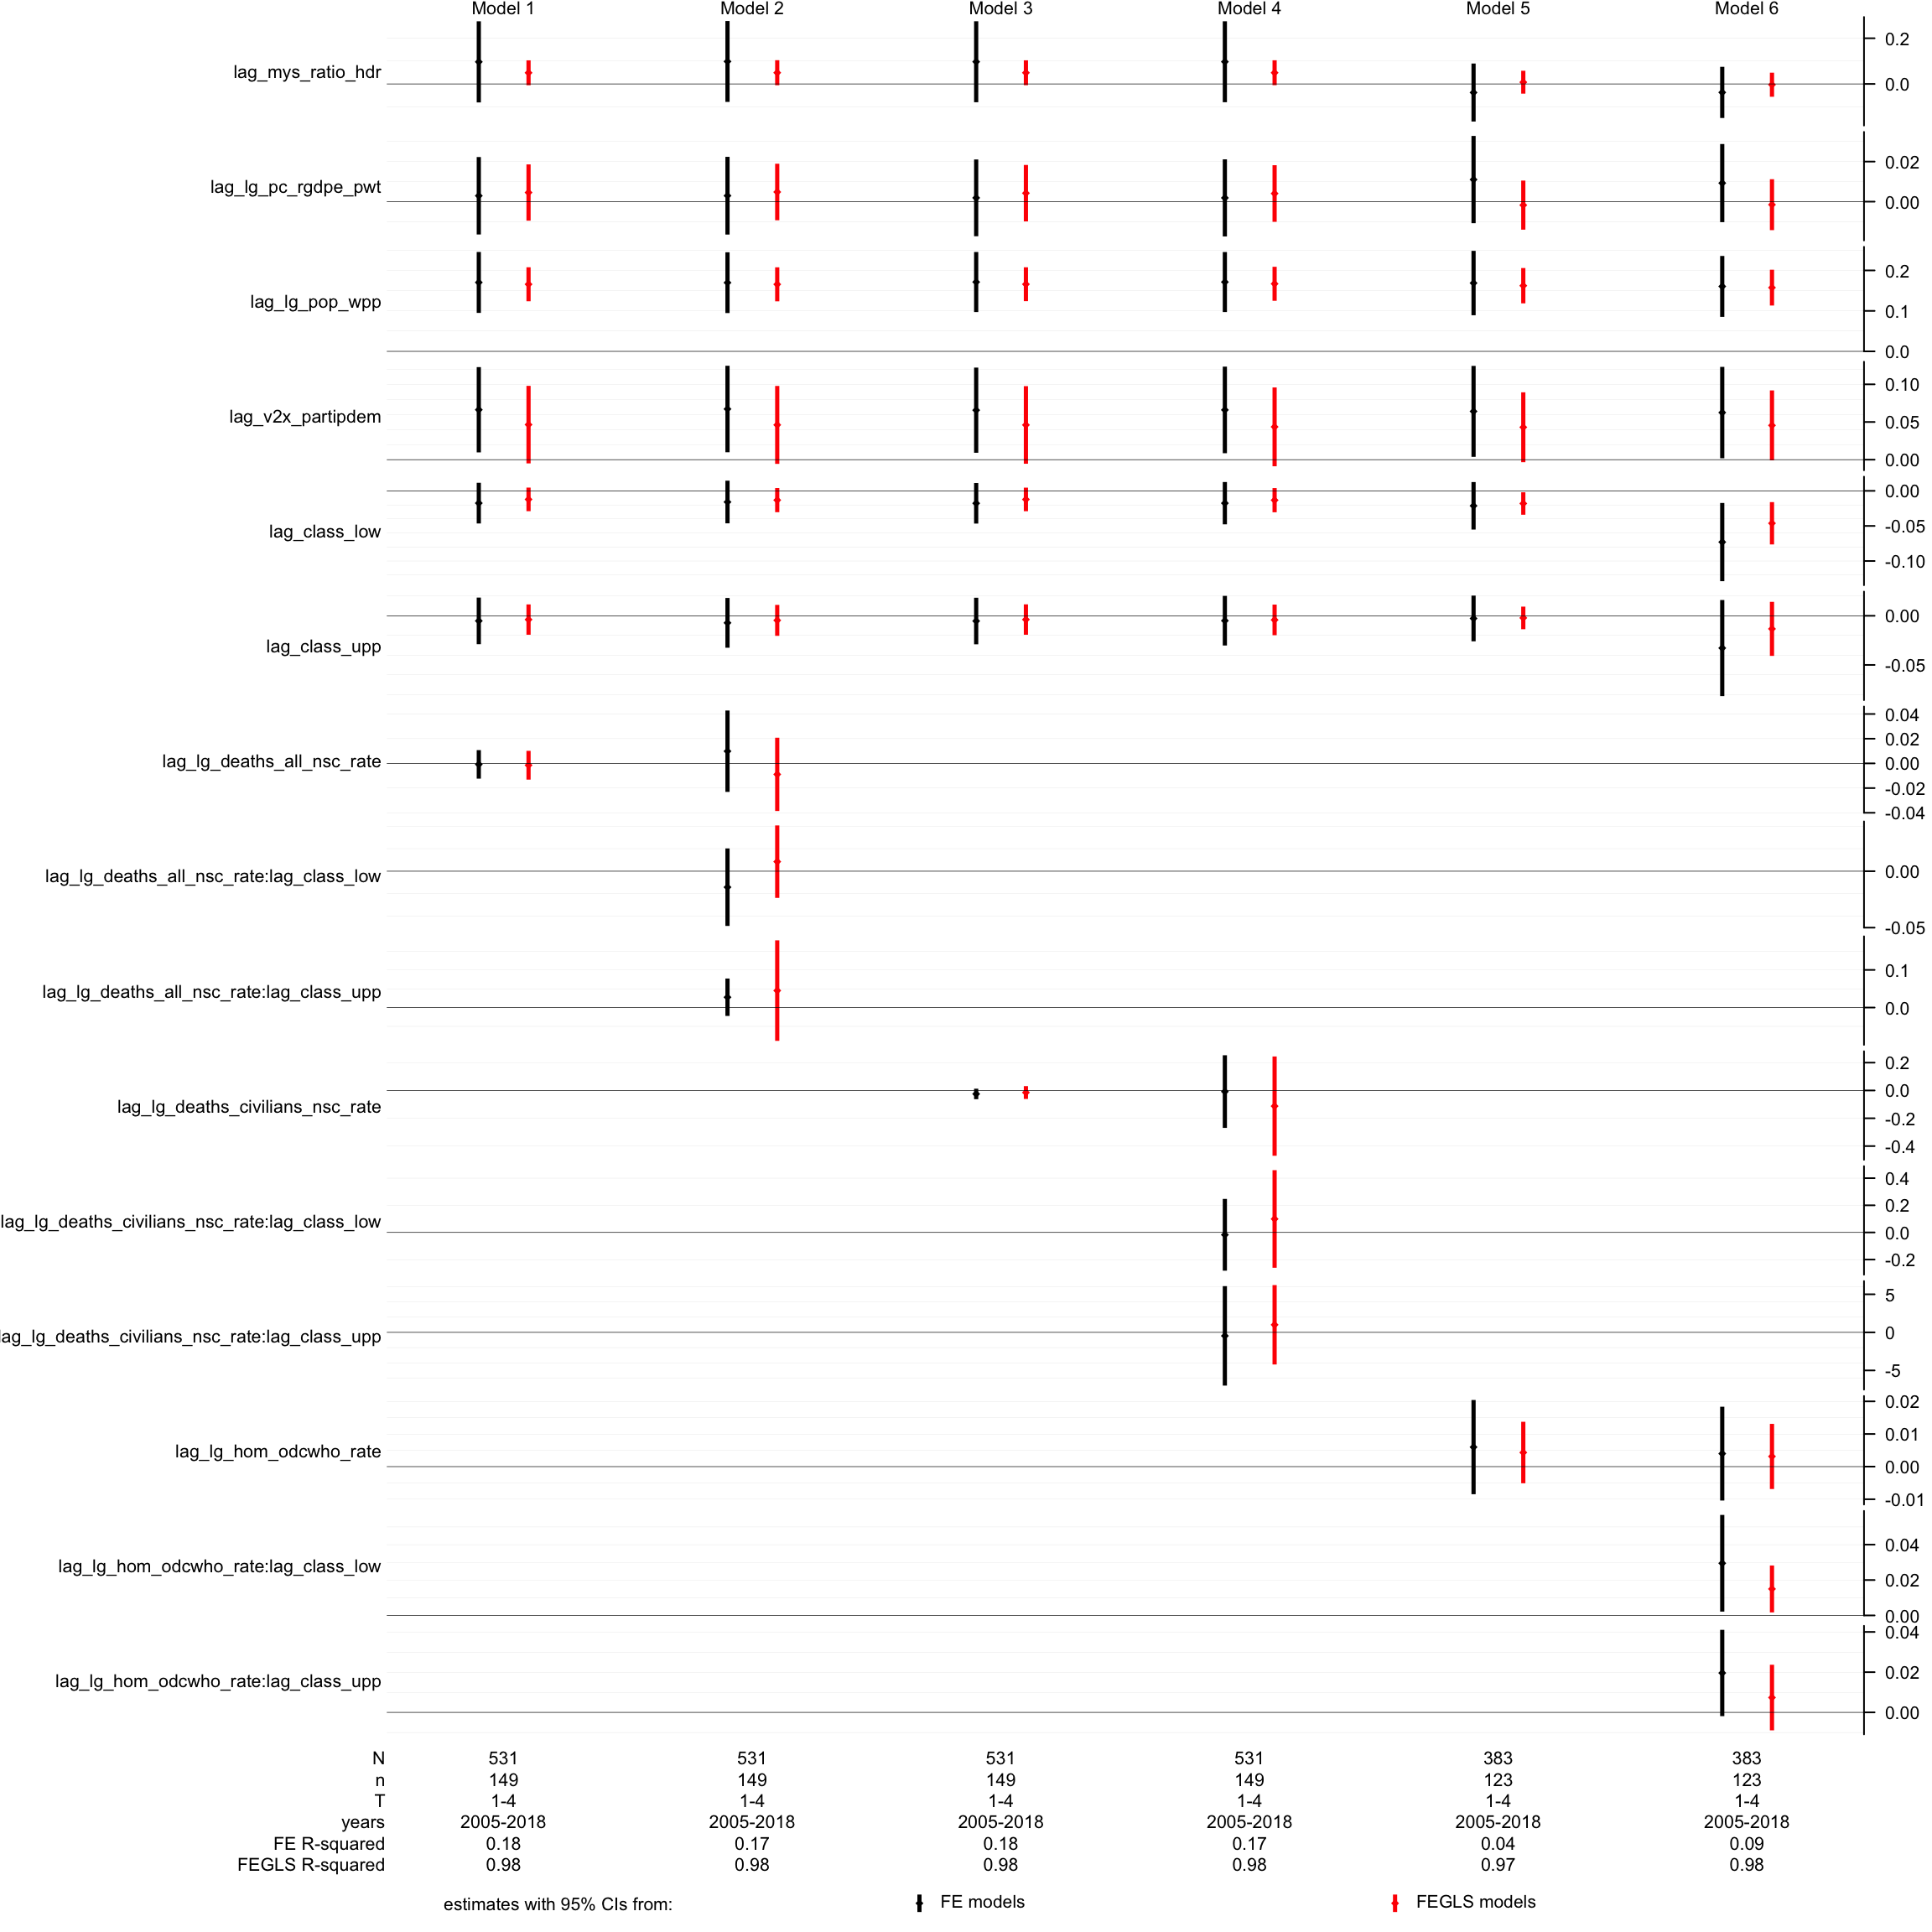 Model 1 Model 2 Model 3 Model 4 Model 5 Model 6
lag_mys_ratio_hdr
0.2
0.0
lag_lg_pc_rgdpe_pwt
0.02
0.00
lag_lg_pop_wpp
0.2
0.1
0.0
lag_v2x_partipdem
0.10
0.05
0.00
lag_class_low
0.00
-0.05
-0.10
lag_class_upp
0.00
-0.05
lag_lg_deaths_all_nsc_rate
0.04
0.02
0.00
-0.02
-0.04
lag_lg_deaths_all_nsc_rate:lag_class_low
0.00
-0.05
lag_lg_deaths_all_nsc_rate:lag_class_upp
0.1
0.0
lag_lg_deaths_civilians_nsc_rate
0.2
0.0
-0.2
-0.4
lag_lg_deaths_civilians_nsc_rate:lag_class_low
0.4
0.2
0.0
-0.2
lag_lg_deaths_civilians_nsc_rate:lag_class_upp
5
0
-5
lag_lg_hom_odcwho_rate
0.02
0.01
0.00
-0.01
lag_lg_hom_odcwho_rate:lag_class_low
0.04
0.02
0.00
lag_lg_hom_odcwho_rate:lag_class_upp
0.04
0.02
0.00
N 531 531 531 531 383 383
n 149 149 149 149 123 123
T 1-4 1-4 1-4 1-4 1-4 1-4
years 2005-2018 2005-2018 2005-2018 2005-2018 2005-2018 2005-2018
FE R-squared 0.18 0.17 0.18 0.17 0.04 0.09
FEGLS R-squared 0.98 0.98 0.98 0.98 0.97 0.98
estimates with 95% CIs from: FE models FEGLS models